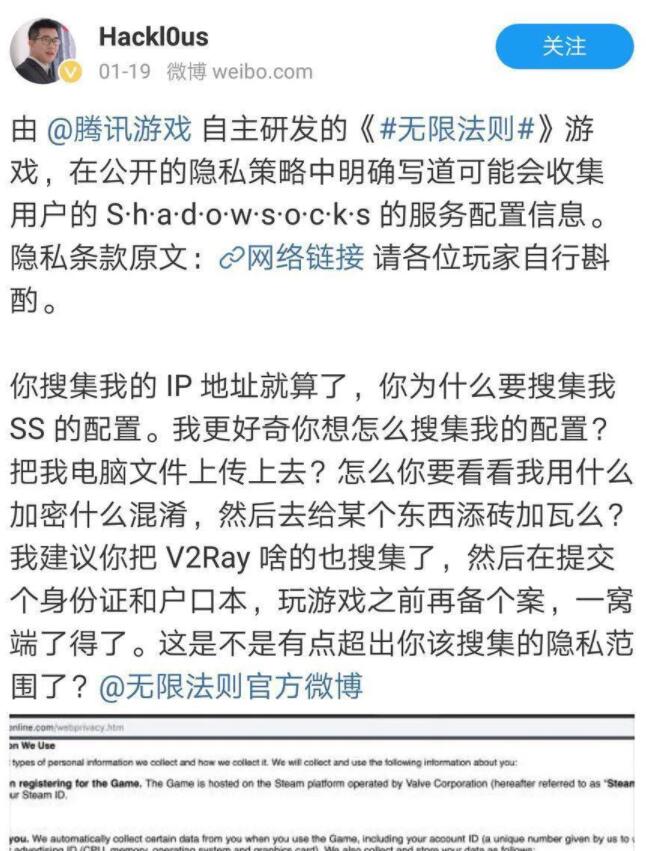 Hackl0us
关注
01-19 微博 weibo.com
由 @腾讯游戏 自主研发的《#无限法则#》游
戏，在公开的隐私策略中明确写道可能会收集
用户的 S·h·a·d·o·w·s·o·c·k·s 的服务配置信息。
隐私条款原文：网络链接 请各位玩家自行斟
酌。
你搜集我的 IP 地址就算了，你为什么要搜集我
SS 的配置。我更好奇你想怎么搜集我的配置？
把我电脑文件上传上去？怎么你要看看我用什么
加密什么混淆，然后去给某个东西添砖加瓦么？
我建议你把 V2Ray 啥的也搜集了，然后在提交
个身份证和户口本，玩游戏之前再备个案，一窝
端了得了。这是不是有点超出你该搜集的隐私范
围了？@无限法则官方微博
nline.com/webprivacy.htm
on We Use
types of personal information we collect and how we collect it. We will collect and use the following information about you:
n registering for the Game. The Game is hosted on the Steam platform operated by Valve Corporation (hereafter referred to as "Steam
ur Steam ID.
you. We automatically collect certain data from you when you use the Game, including your account ID (a unique number given by us to
advertising ID (CPU, memory, operating system and graphics card). We also collect and store your data as follows: